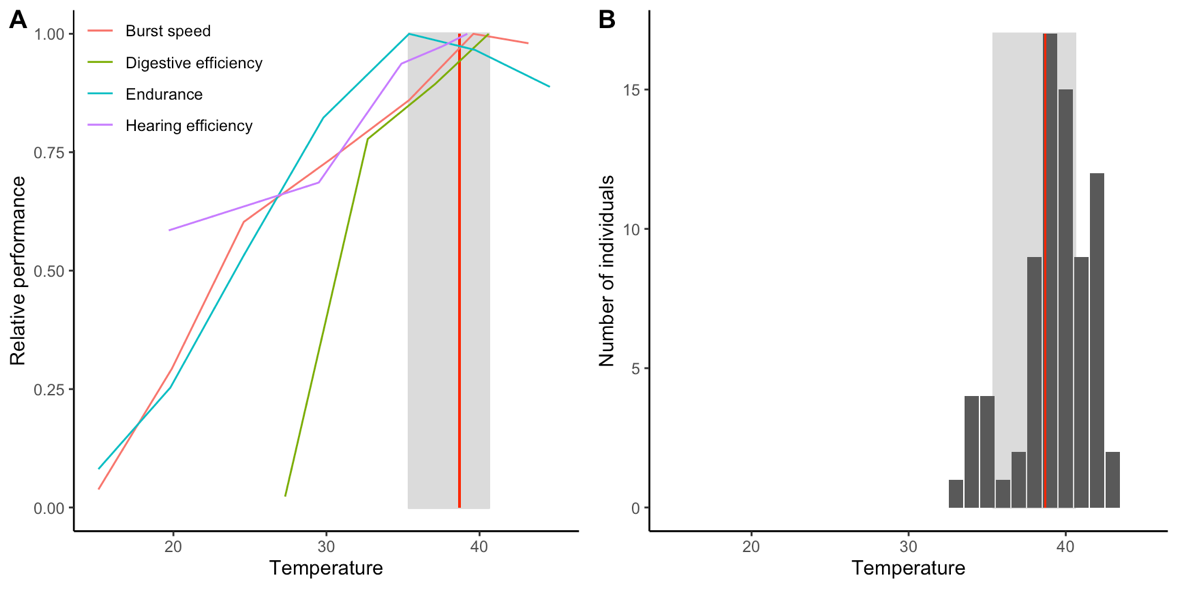 A
Burst speed
Digestive efficiency
Endurance
Hearing efficiency
1.00
0.75
0.50
0.25
0.00
Relative performance
20 30 40
Temperature
B
15
10
5
0
Number of individuals
20 30 40
Temperature